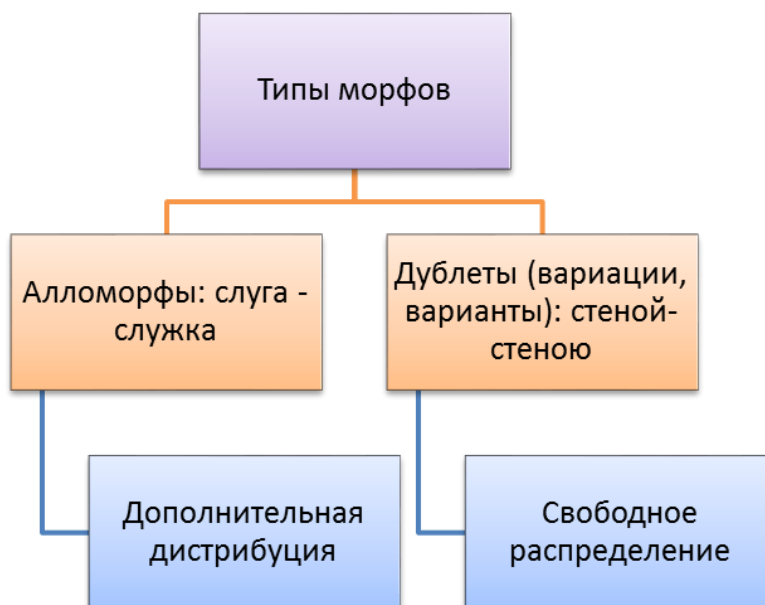 Типы морфов
Алломорфы: слуга -
служка
Дублеты (вариации,
варианты): стеной-
стеною
Дополнительная
дистрибуция
Свободное
распределение